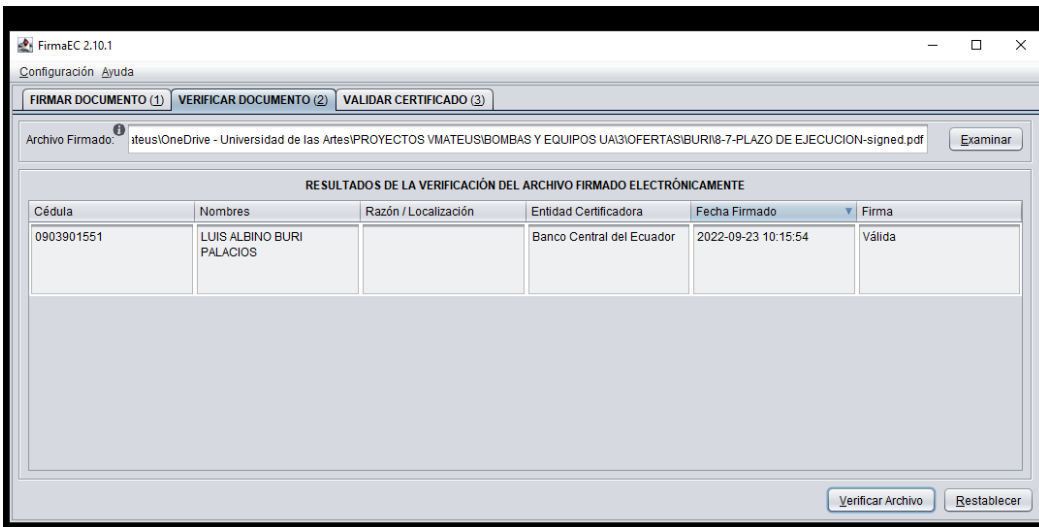 FirmaEC 2.10.1
Configuración Ayuda
FIRMAR DOCUMENTO (1) VERIFICAR DOCUMENTO (2) VALIDAR CERTIFICADO (3)
Archivo Firmado: ateus\OneDrive - Universidad de las Artes\PROYECTOS VMATEUS\BOMBAS Y EQUIPOS UA\3\OFERTAS\BURI\8-7-PLAZO DE EJECUCION-signed.pdf Examinar
RESULTADOS DE LA VERIFICACIÓN DEL ARCHIVO FIRMADO ELECTRÓNICAMENTE
Cédula Nombres Razón / Localización Entidad Certificadora Fecha Firmado Firma
0903901551 LUIS ALBINO BURI Banco Central del Ecuador 2022-09-23 10:15:54 Válida
PALACIOS
Verificar Archivo Restablecer